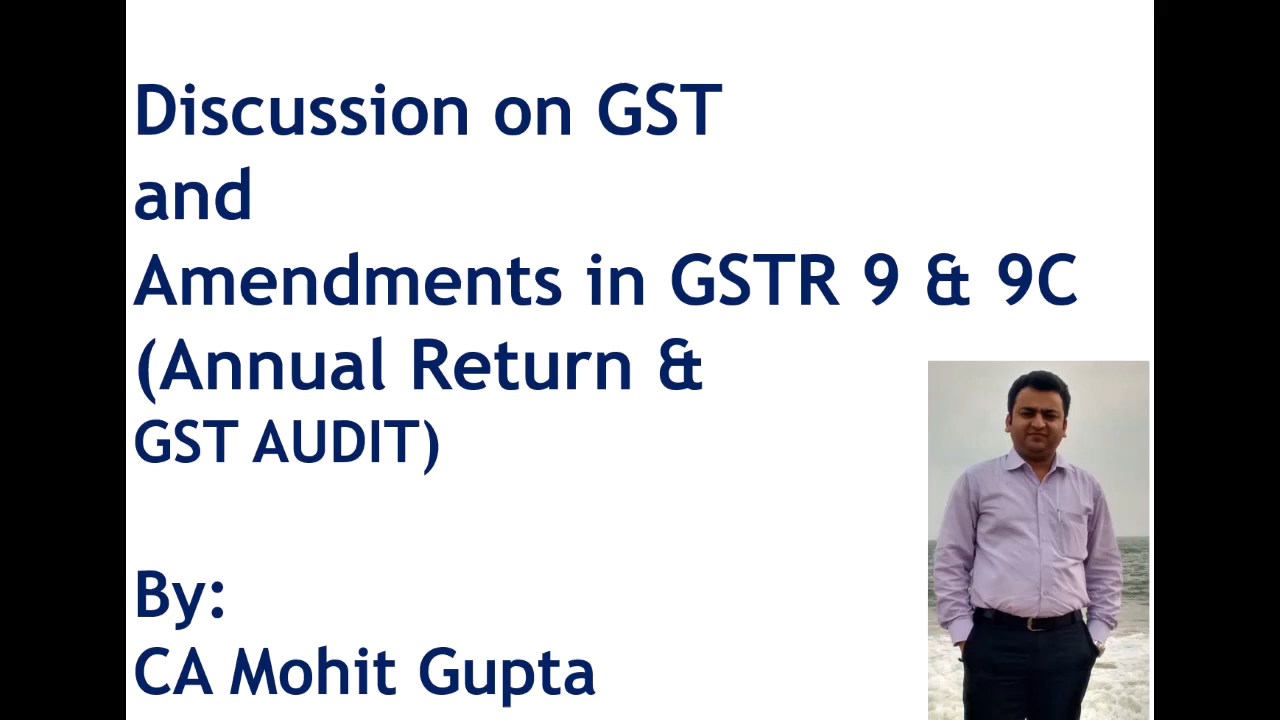 Discussion on GST
and
Amendments in GSTR 9 & 9C
(Annual Return &
GST AUDIT)
By:
CA Mohit Gupta